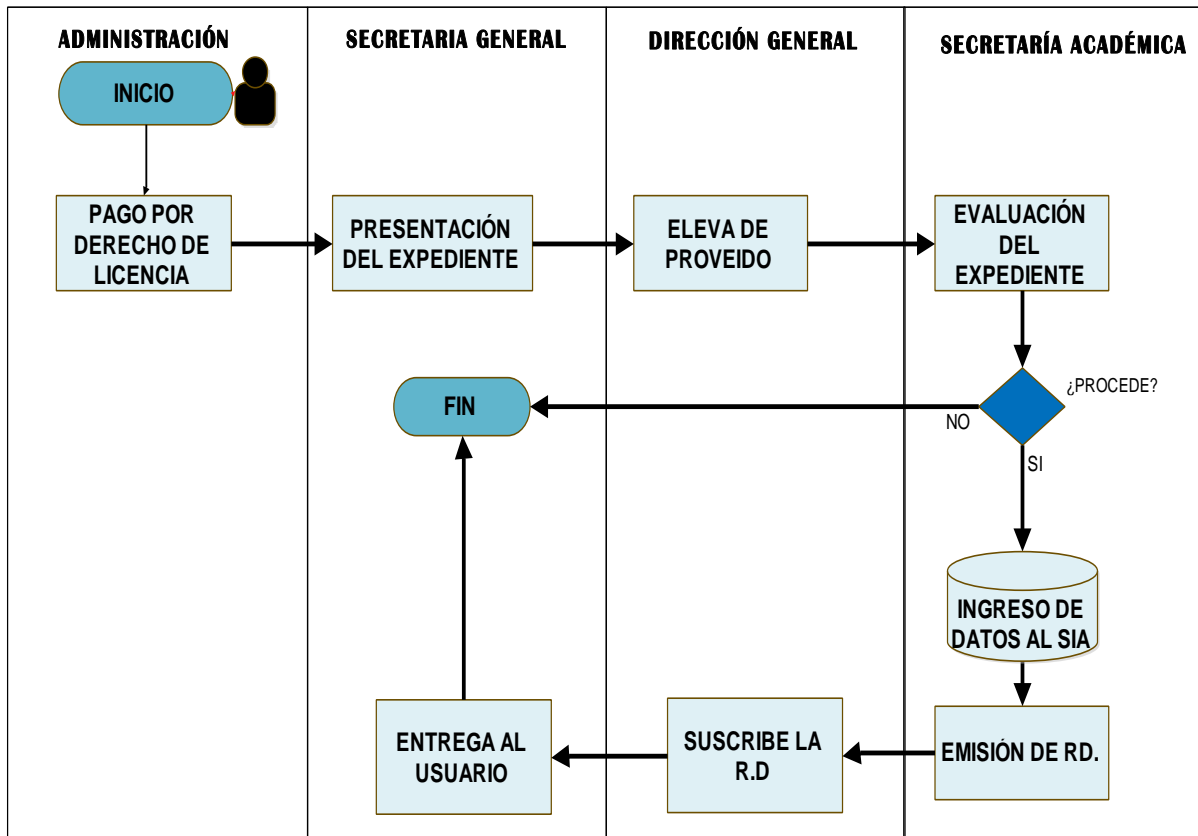 ADMINISTRACIÓN
SECRETARIA GENERAL
DIRECCIÓN GENERAL
SECRETARÍA ACADÉMICA
INICIO
PAGO POR
DERECHO DE
LICENCIA
PRESENTACIÓN
DEL EXPEDIENTE
ELEVA DE
PROVEIDO
EVALUACIÓN
DEL
EXPEDIENTE
¿PROCEDE?
NO
SI
FIN
INGRESO DE
DATOS AL SIA
EMISIÓN DE RD.
SUSCRIBE LA
R.D
ENTREGA AL
USUARIO